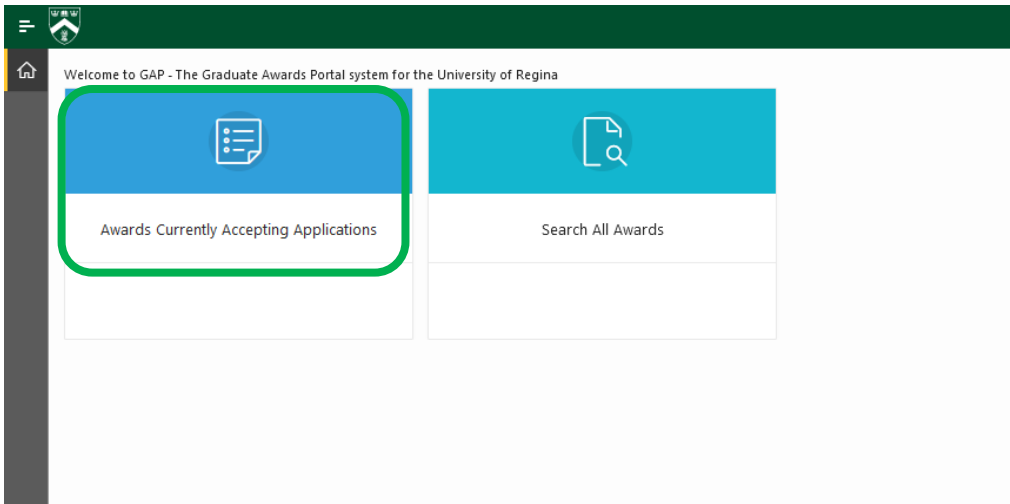 Welcome to GAP - The Graduate Awards Portal system for the University of Regina
Awards Currently Accepting Applications
Search All Awards